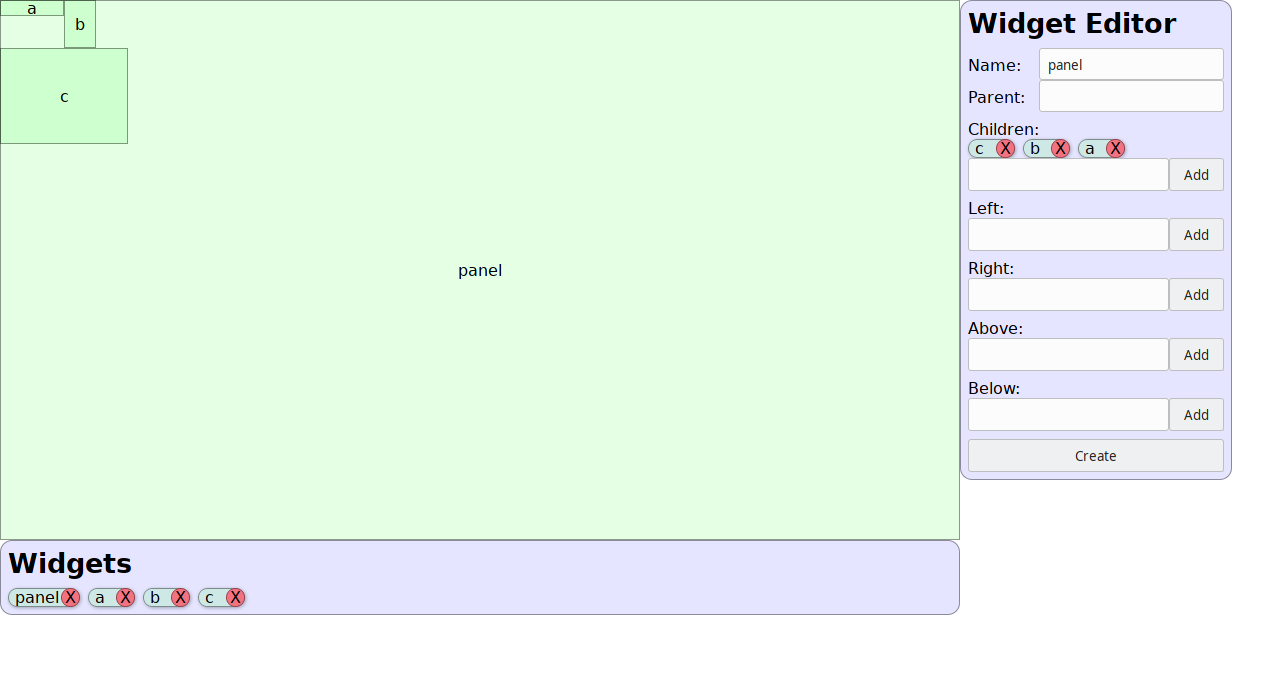 a
b
c
panel
Widget Editor
Name: panel
Parent:
Children:
c X b X a X
Add
Left:
Add
Right:
Add
Above:
Add
Below:
Add
Create
Widgets
panel X a X b X c X